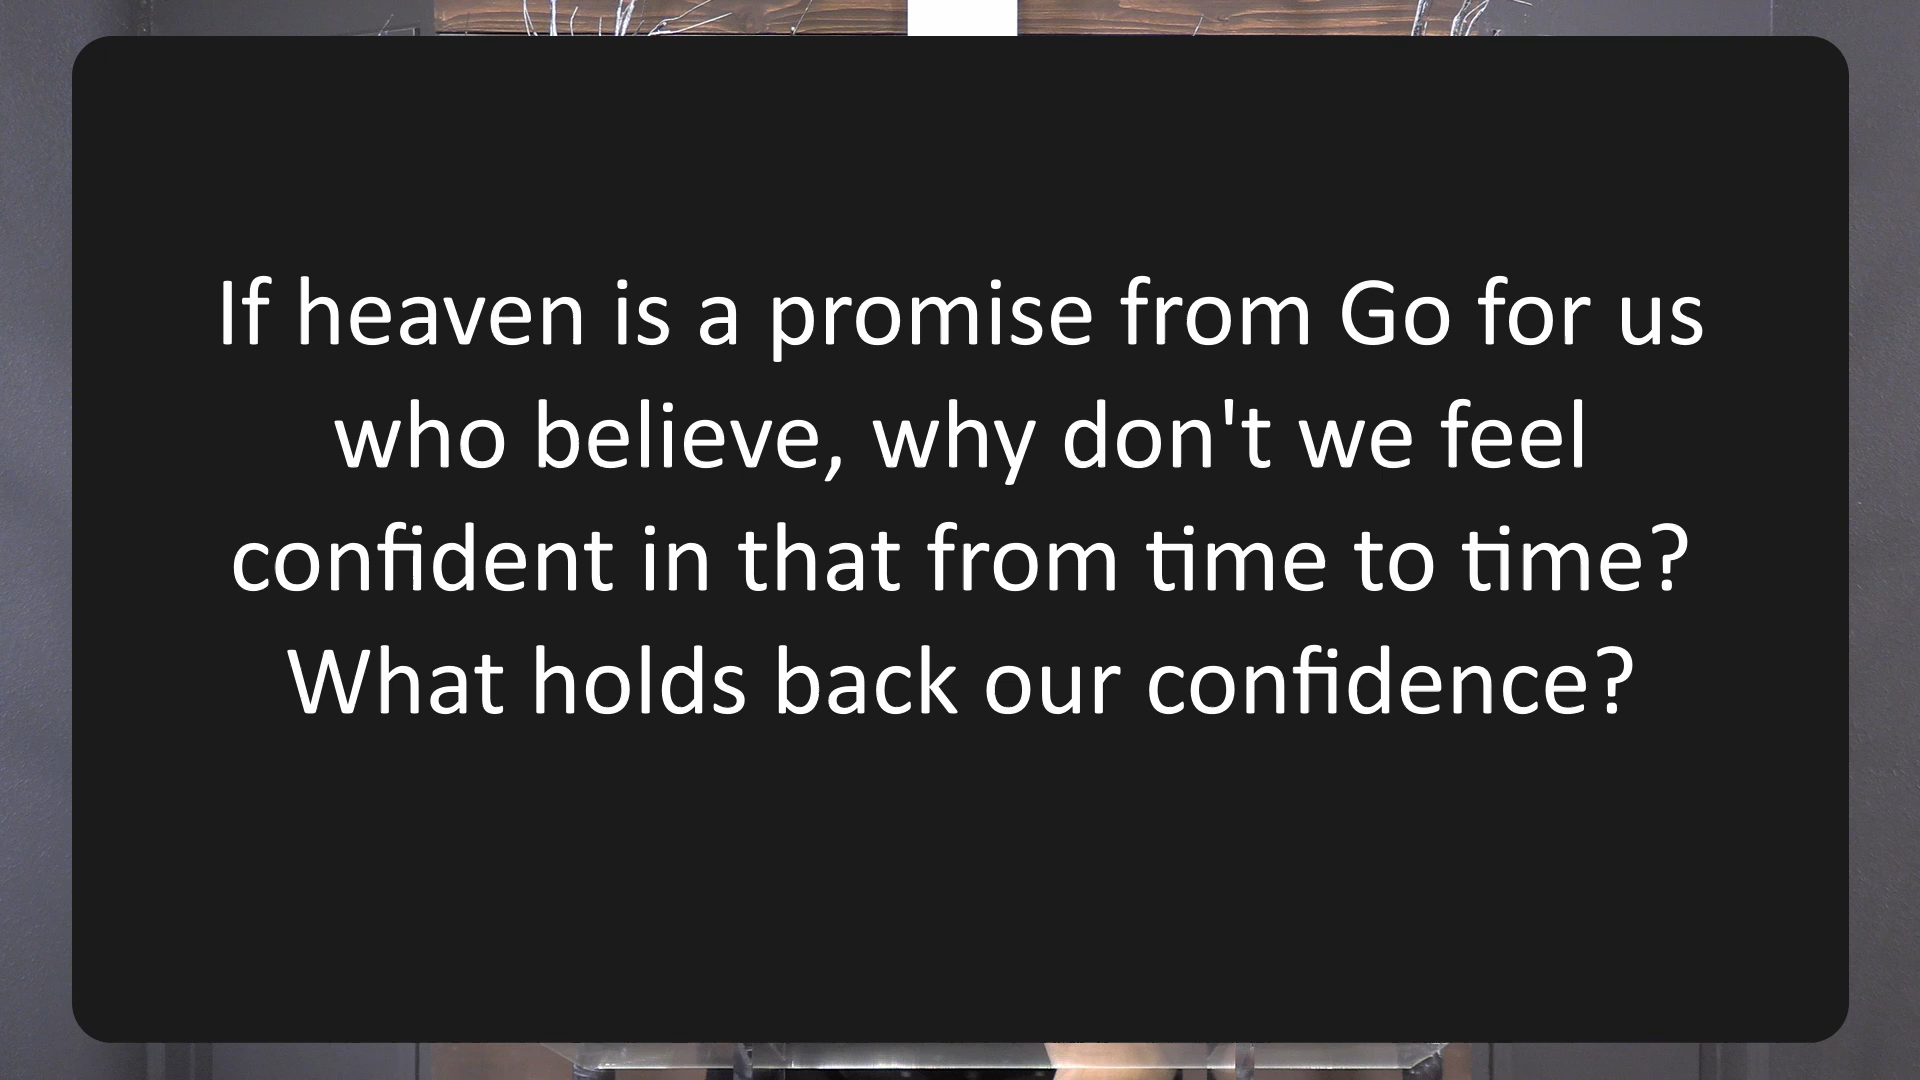 If heaven is a promise from Go for us
who believe, why don't we feel
confident in that from time to time?
What holds back our confidence?